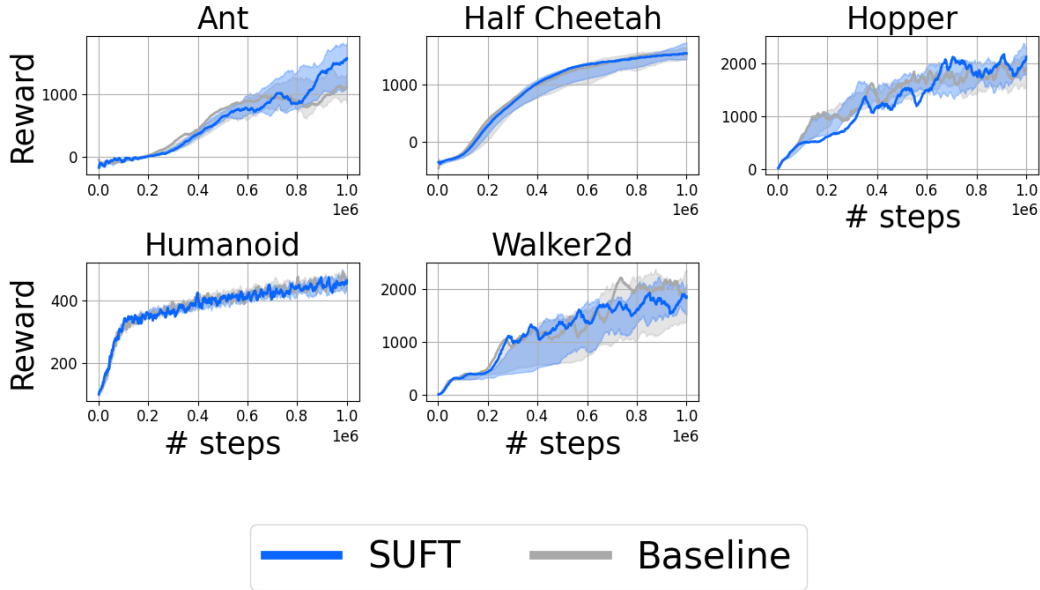 Ant
Half Cheetah
Hopper
Reward
1000
0
0.0 0.2 0.4 0.6 0.8 1.0
1e6
1000
0
0.0 0.2 0.4 0.6 0.8 1.0
1e6
2000
1000
0
0.0 0.2 0.4 0.6 0.8 1.0
1e6
# steps
Humanoid
Walker2d
Reward
400
200
0.0 0.2 0.4 0.6 0.8 1.0
1e6
# steps
2000
1000
0
0.0 0.2 0.4 0.6 0.8 1.0
1e6
# steps
SUFT
Baseline